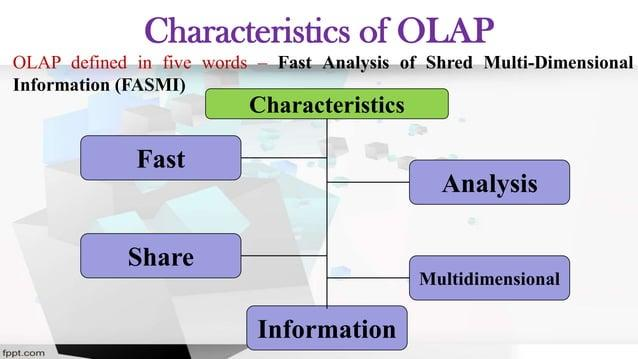 Characteristics of OLAP
OLAP defined in five words – Fast Analysis of Shred Multi-Dimensional
Information (FASMI)
Characteristics
Fast
Analysis
Share
Multidimensional
Information
fppt.com